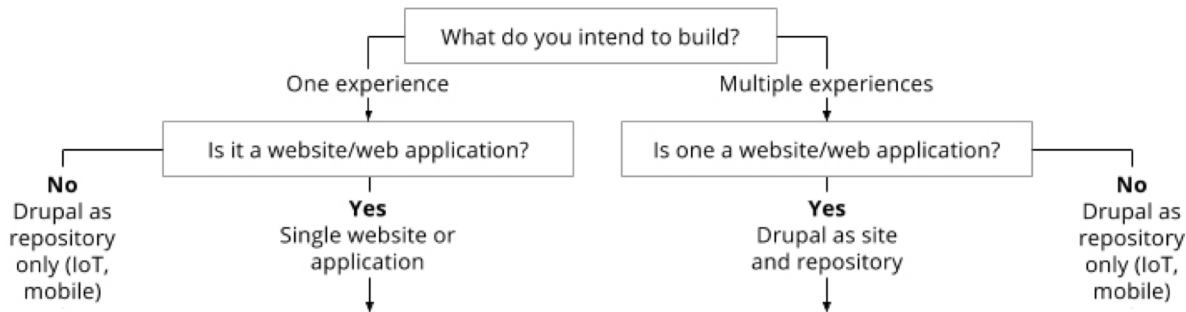 What do you intend to build?
One experience
Multiple experiences
Is it a website/web application?
Is one a website/web application?
No
Drupal as
repository
only (IoT,
mobile)
Yes
Single website or
application
Yes
Drupal as site
and repository
No
Drupal as
repository
only (IoT,
mobile)